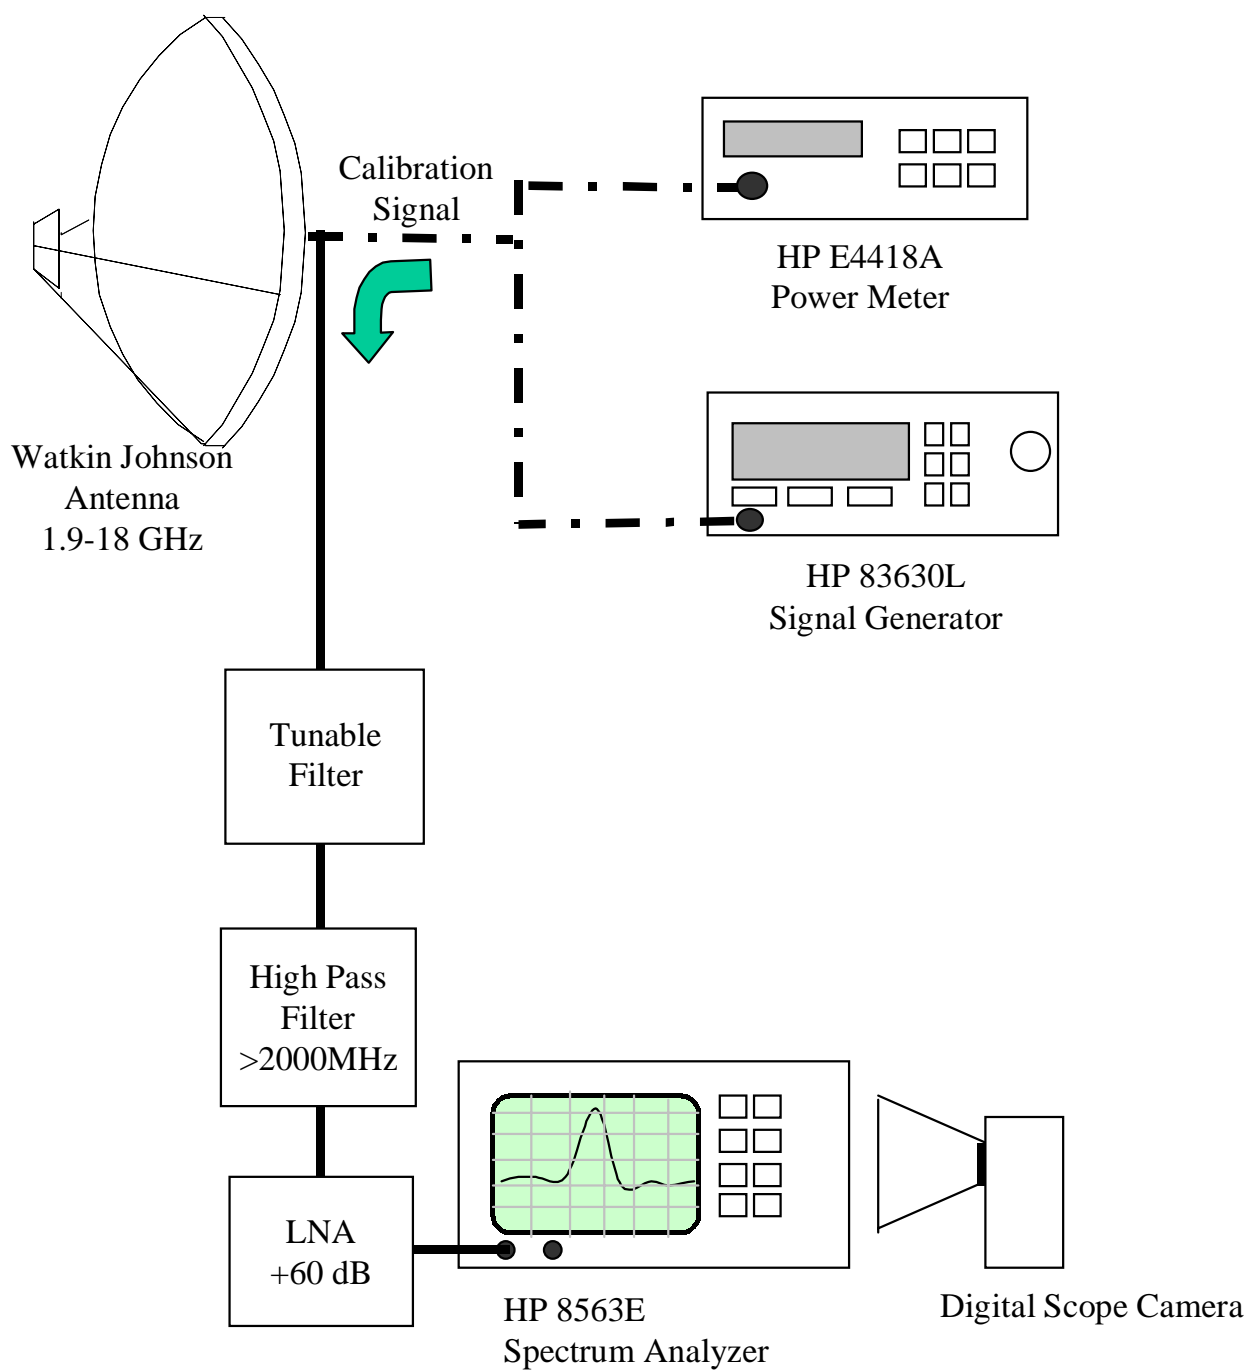 Calibration
Signal
HP E4418A
Power Meter
Watkin Johnson
Antenna
1.9-18 GHz
HP 83630L
Signal Generator
Tunable
Filter
High Pass
Filter
>2000MHz
LNA
+60 dB
HP 8563E
Spectrum Analyzer
Digital Scope Camera